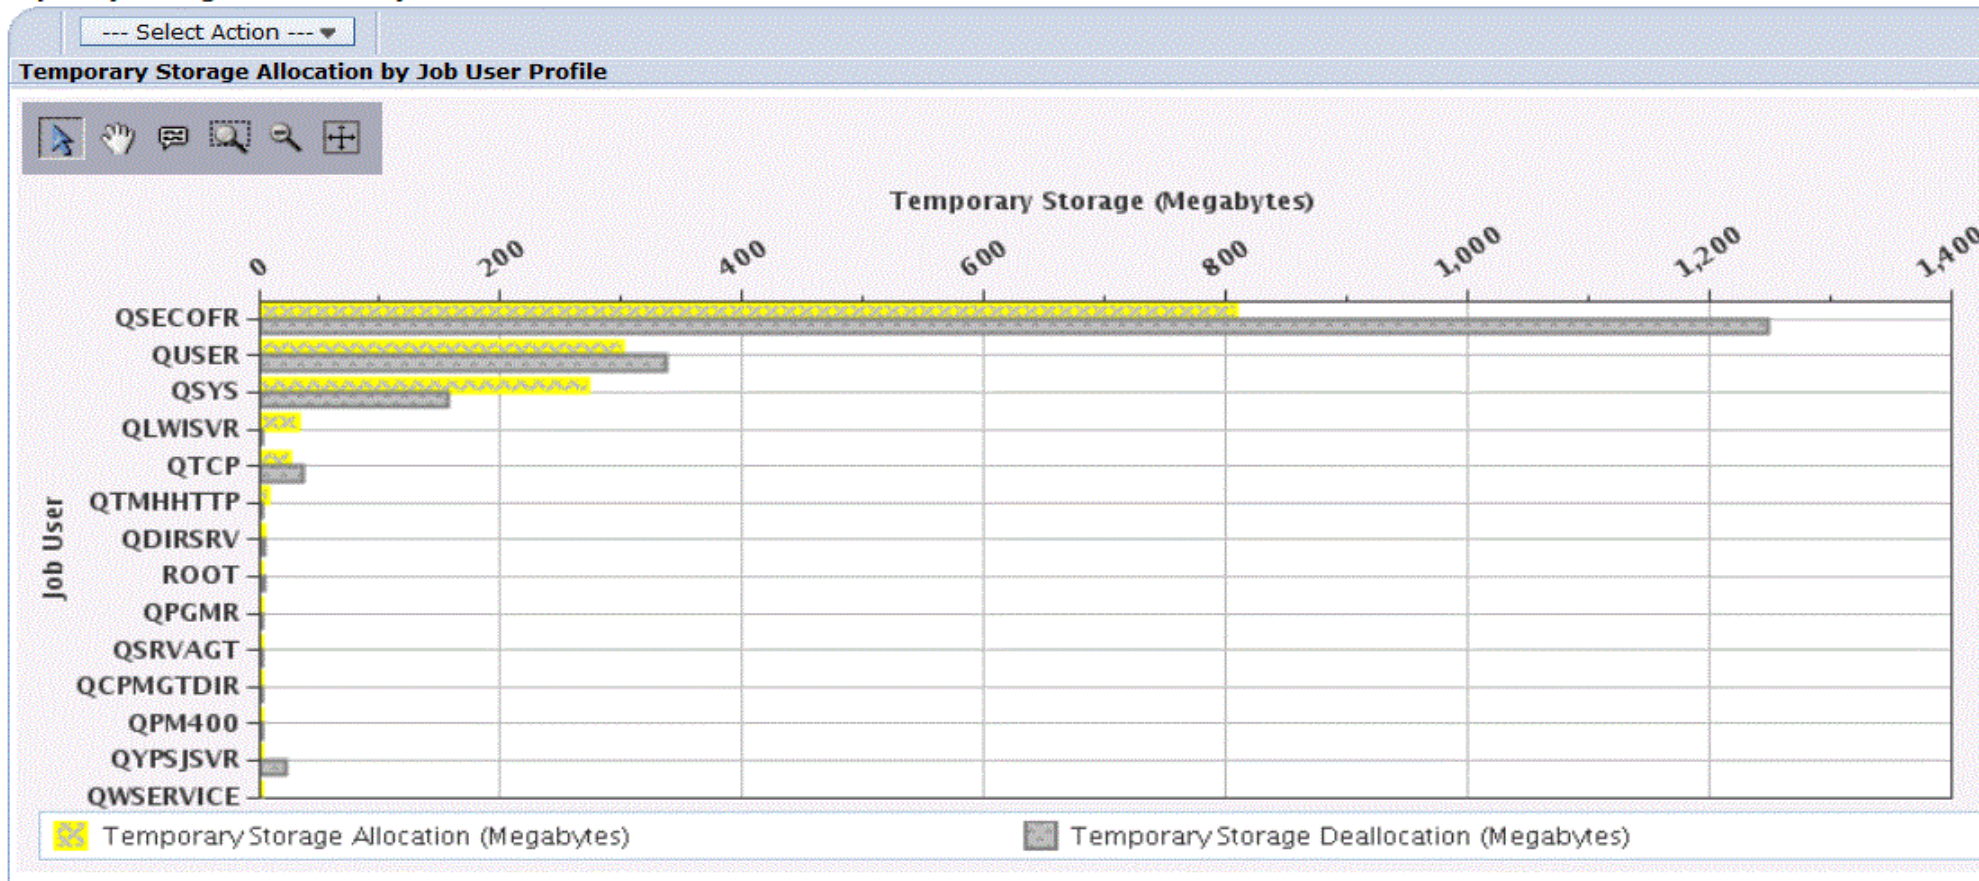 --- Select Action ---
Temporary Storage Allocation by Job User Profile
Temporary Storage (Megabytes)
0 200 400 600 800 1,000 1,200 1,400
Job User
QSECOFR
QUSER
QSYS
QLWISVR
QTCP
QTMHHTTP
QDIRSRV
ROOT
QPGMR
QSRVAGT
QCPMGTDIR
QPM400
QYPSJSVR
QWSERVICE
Temporary Storage Allocation (Megabytes) Temporary Storage Deallocation (Megabytes)